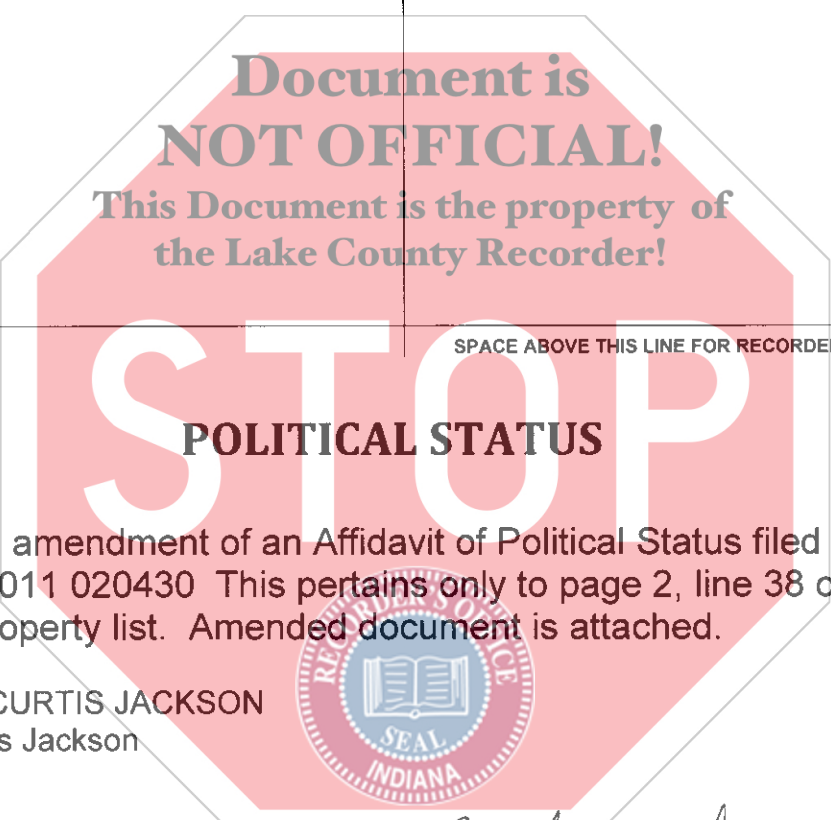 Document is
NOT OFFICIAL!
This Document is the property of
the Lake County Recorder!
SPACE ABOVE THIS LINE FOR RECORDE
STOP
POLITICAL STATUS
amendment of an Affidavit of Political Status filed
011 020430 This pertains only to page 2, line 38 o
operty list. Amended document is attached.
CURTIS JACKSON
s Jackson
RECORDER'S OFFICE
SEAL
INDIANA